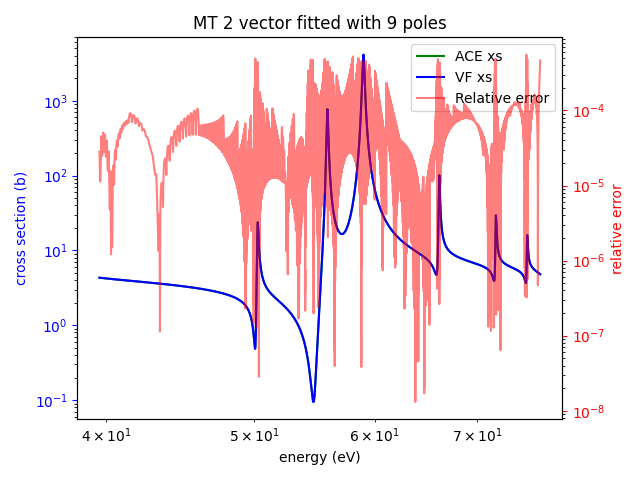 MT 2 vector fitted with 9 poles
ACE xs
VF xs
Relative error
10³
10²
10¹
10⁰
10⁻¹
cross section (b)
10⁻⁴
10⁻⁵
10⁻⁶
10⁻⁷
10⁻⁸
relative error
4 × 10¹ 5 × 10¹ 6 × 10¹ 7 × 10¹
energy (eV)